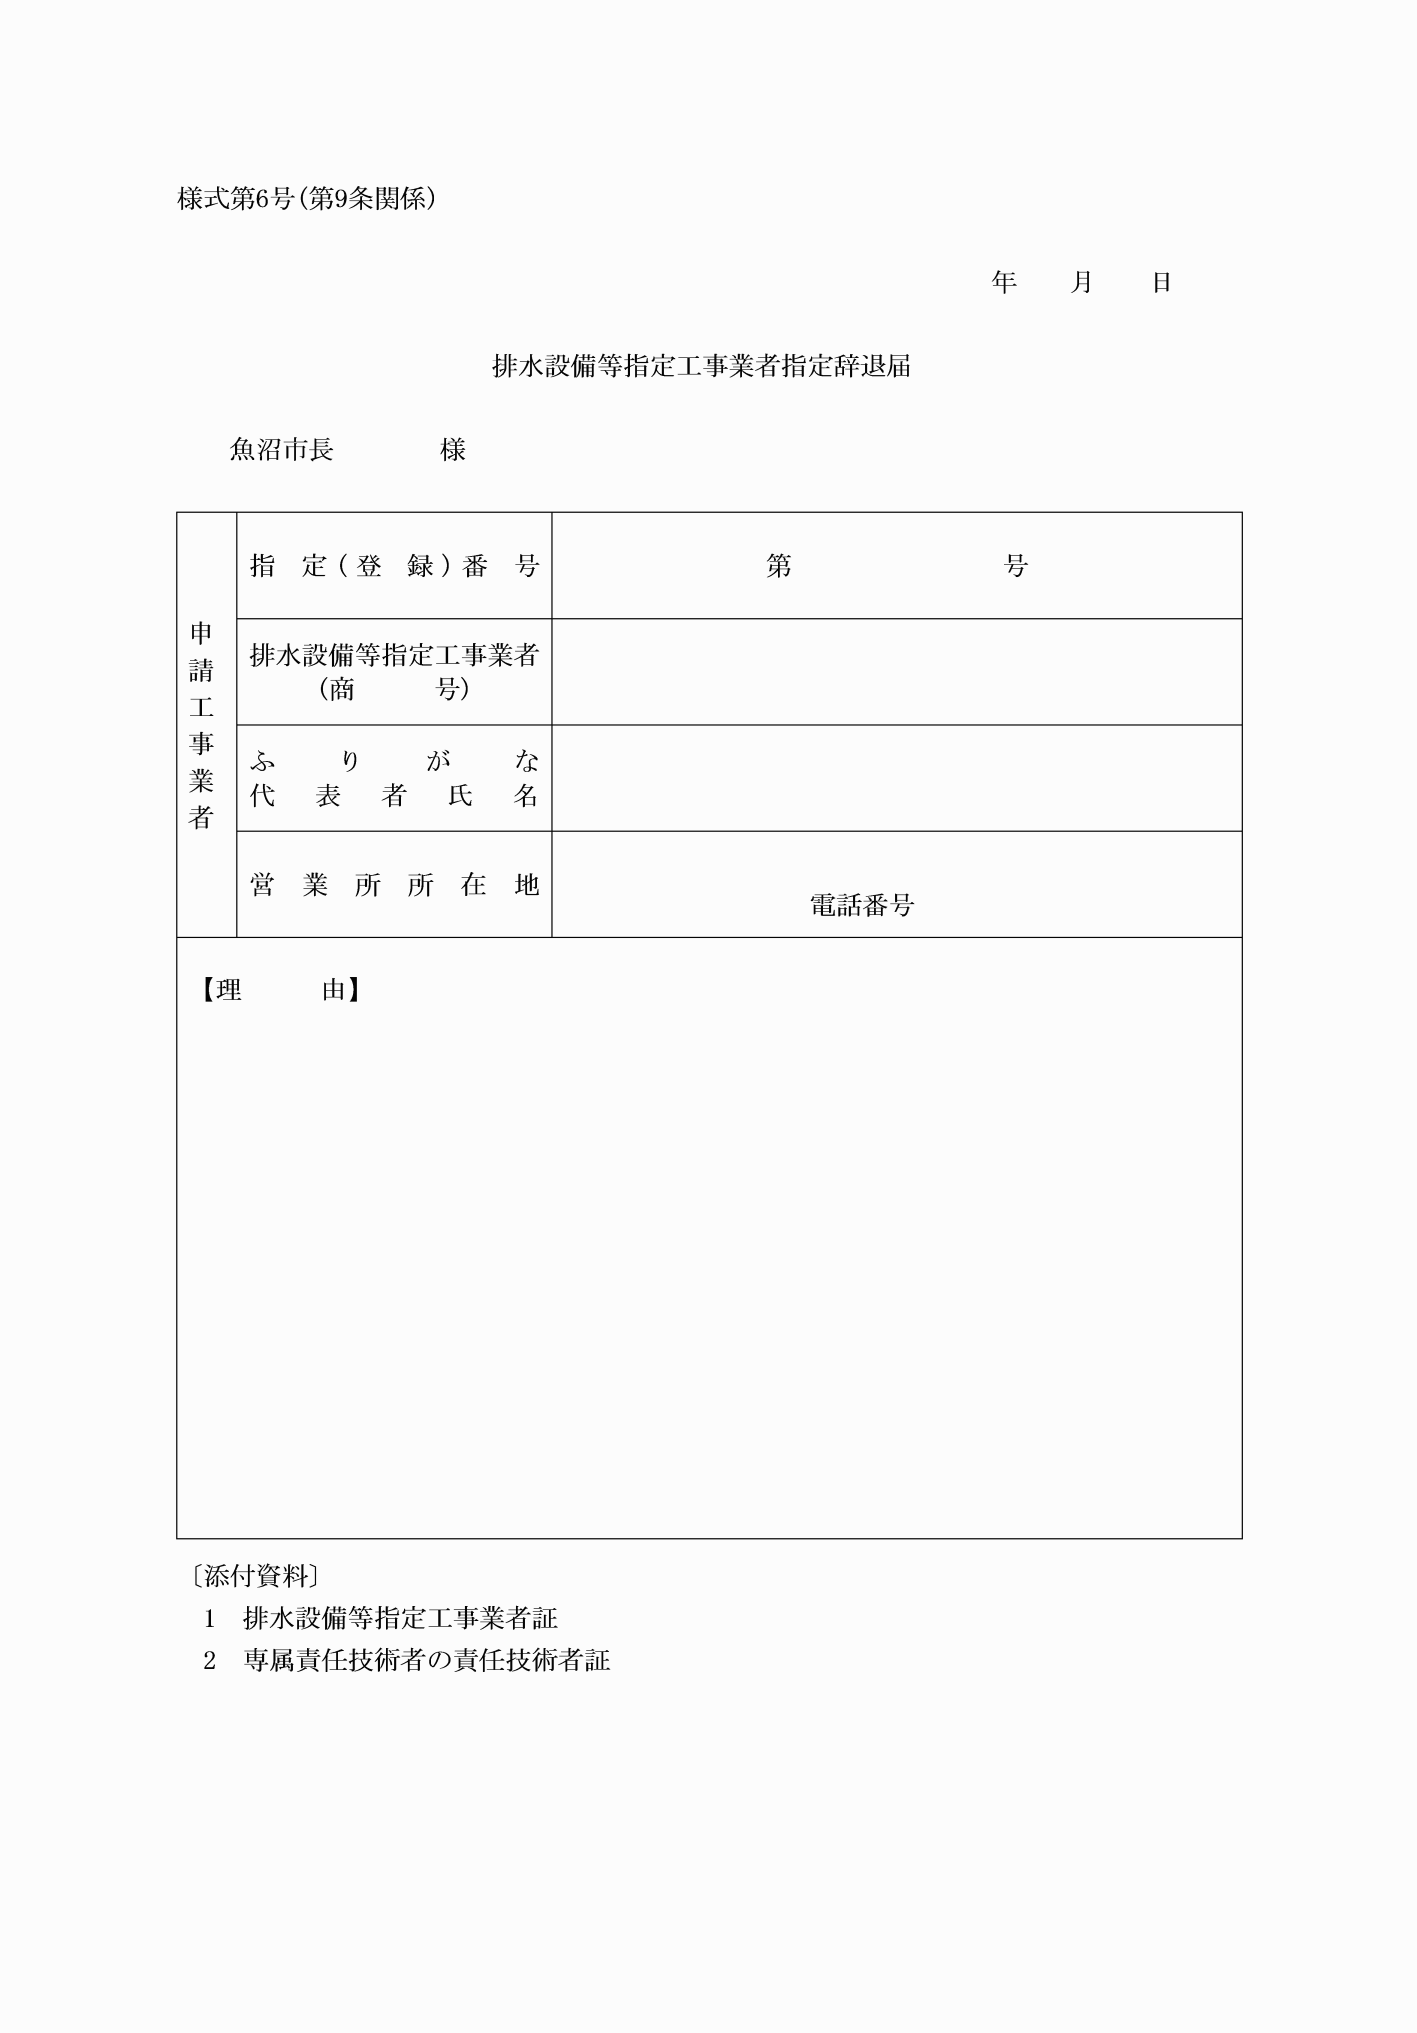 様式第6号(第9条関係)
年　　月　　日
排水設備等指定工事業者指定辞退届
魚沼市長　　　　様
申請工事業者
指　定(登　録)番　号
第　　　　　　　　号
排水設備等指定工事業者
(商　　　号)
ふ　り　が　な
代　表　者　氏　名
営　業　所　所　在　地
電話番号
【理　　　由】
〔添付資料〕
1　排水設備等指定工事業者証
2　専属責任技術者の責任技術者証